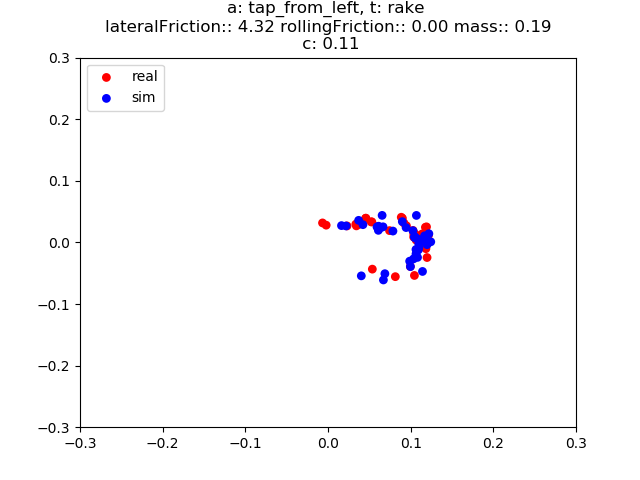 a: tap_from_left, t: rake
lateralFriction:: 4.32 rollingFriction:: 0.00 mass:: 0.19
c: 0.11
real
sim
0.3
0.2
0.1
0.0
−0.1
−0.2
−0.3
−0.3 −0.2 −0.1 0.0 0.1 0.2 0.3